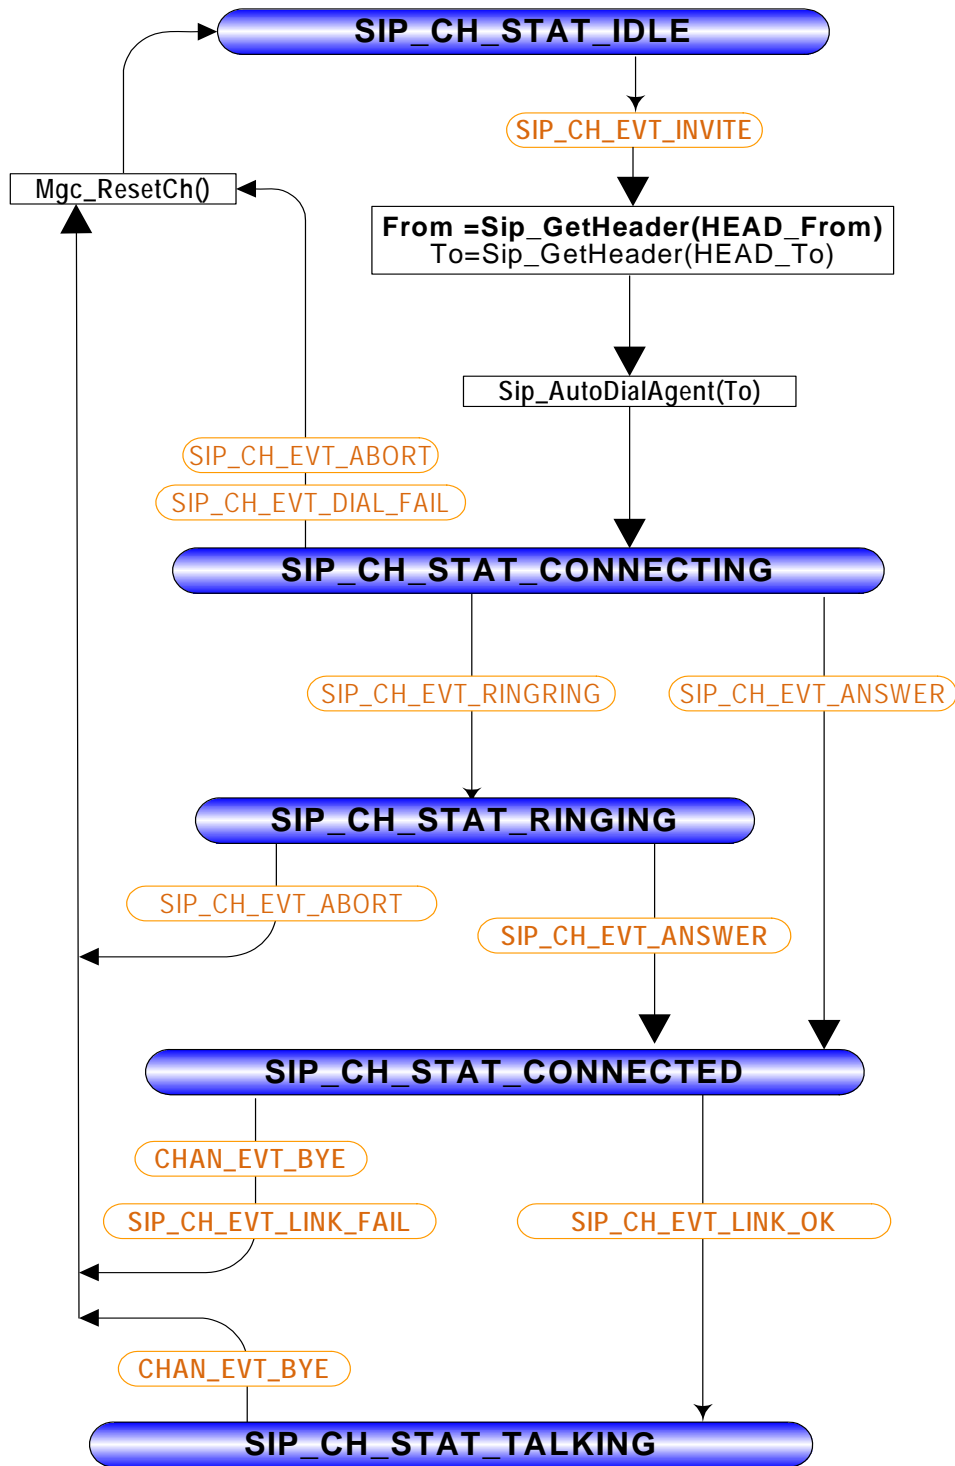 SIP_CH_STAT_IDLE
SIP_CH_EVT_INVITE
Mgc_ResetCh()
From =Sip_GetHeader(HEAD_From)
To=Sip_GetHeader(HEAD_To)
Sip_AutoDialAgent(To)
SIP_CH_EVT_ABORT
SIP_CH_EVT_DIAL_FAIL
SIP_CH_STAT_CONNECTING
SIP_CH_EVT_RINGRING
SIP_CH_EVT_ANSWER
SIP_CH_STAT_RINGING
SIP_CH_EVT_ABORT
SIP_CH_EVT_ANSWER
SIP_CH_STAT_CONNECTED
CHAN_EVT_BYE
SIP_CH_EVT_LINK_FAIL
SIP_CH_EVT_LINK_OK
CHAN_EVT_BYE
SIP_CH_STAT_TALKING